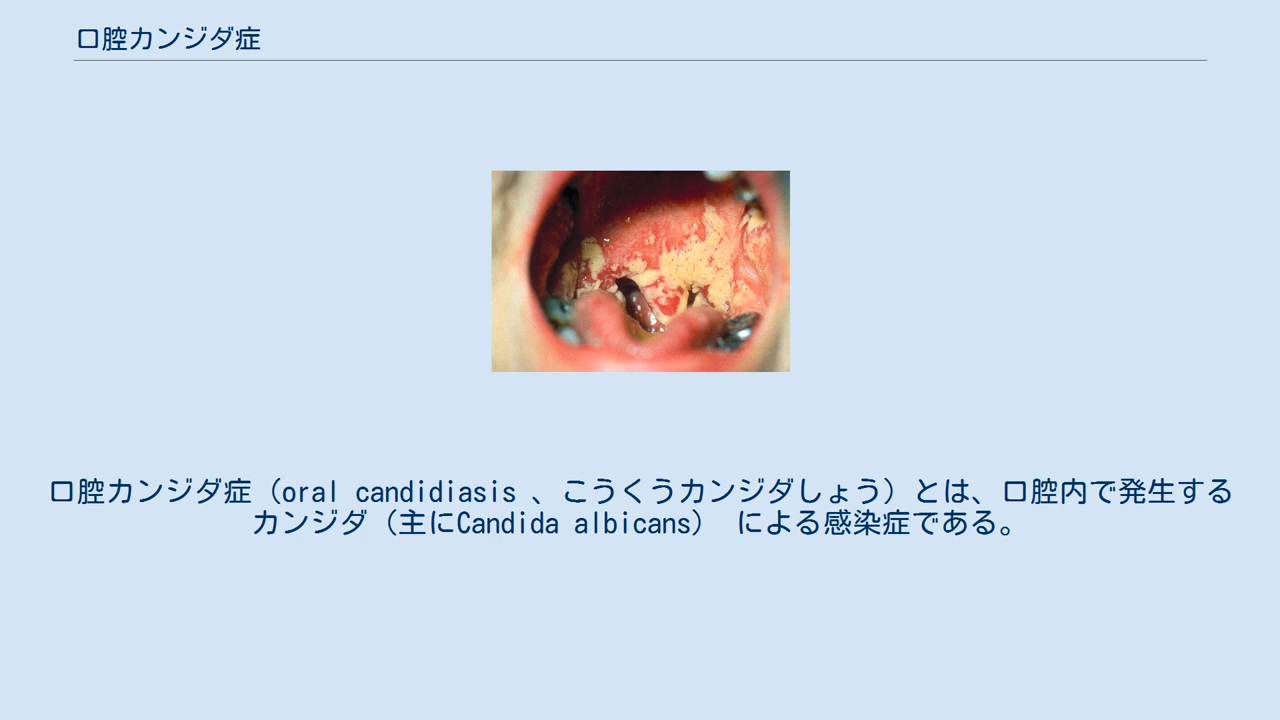 口腔カンジダ症
口腔カンジダ症（oral candidiasis 、こうくうカンジダしょう）とは、口腔内で発生する
カンジダ（主にCandida albicans） による感染症である。